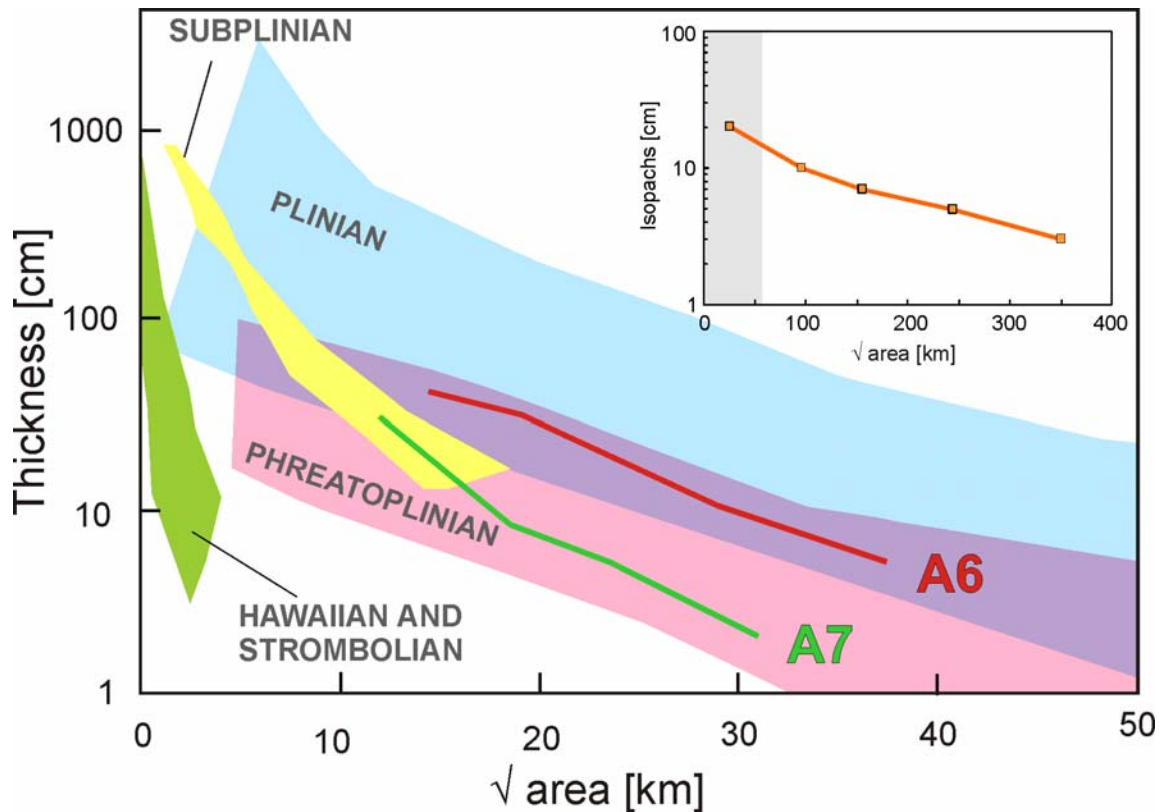 SUBPLINIAN
1000
100
10
1
Thickness [cm]
PLINIAN
PHREATOPLINIAN
HAWAIIAN AND
STROMBOLIAN
A6
A7
0 10 20 30 40 50
√ area [km]
100
10
1
Isopachs [cm]
0 100 200 300 400
√ area [km]